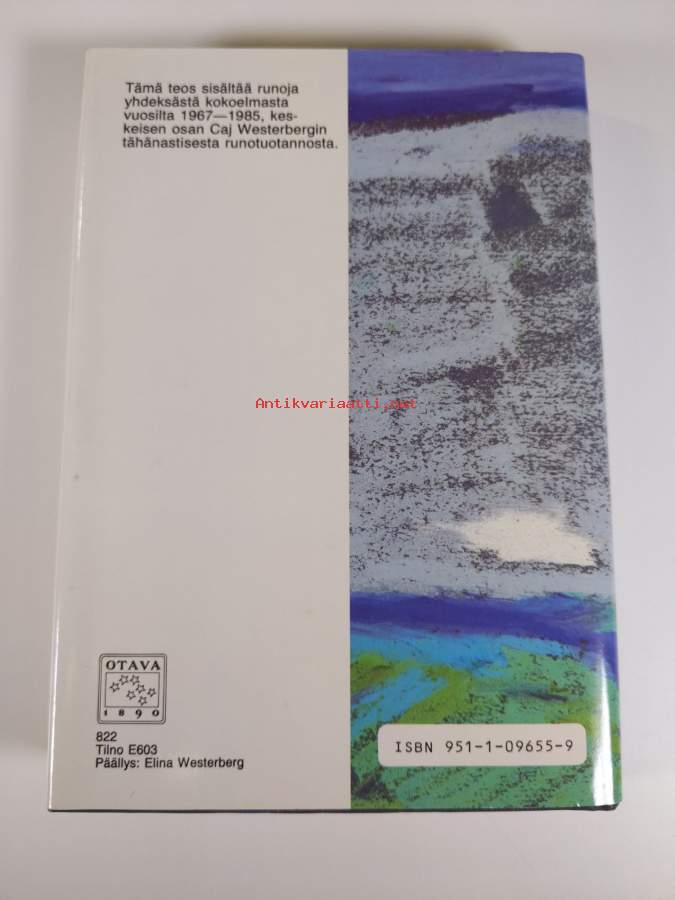 Tämä teos sisältää runoja
yhdeksästä kokoelmasta
vuosilta 1967—1985, kes-
keisen osan Caj Westerbergin
tähänastisesta runotuotannosta.
Antikvariaatti.net
OTAVA
1890
822
Tilno E603
Päällys: Elina Westerberg
ISBN 951-1-09655-9